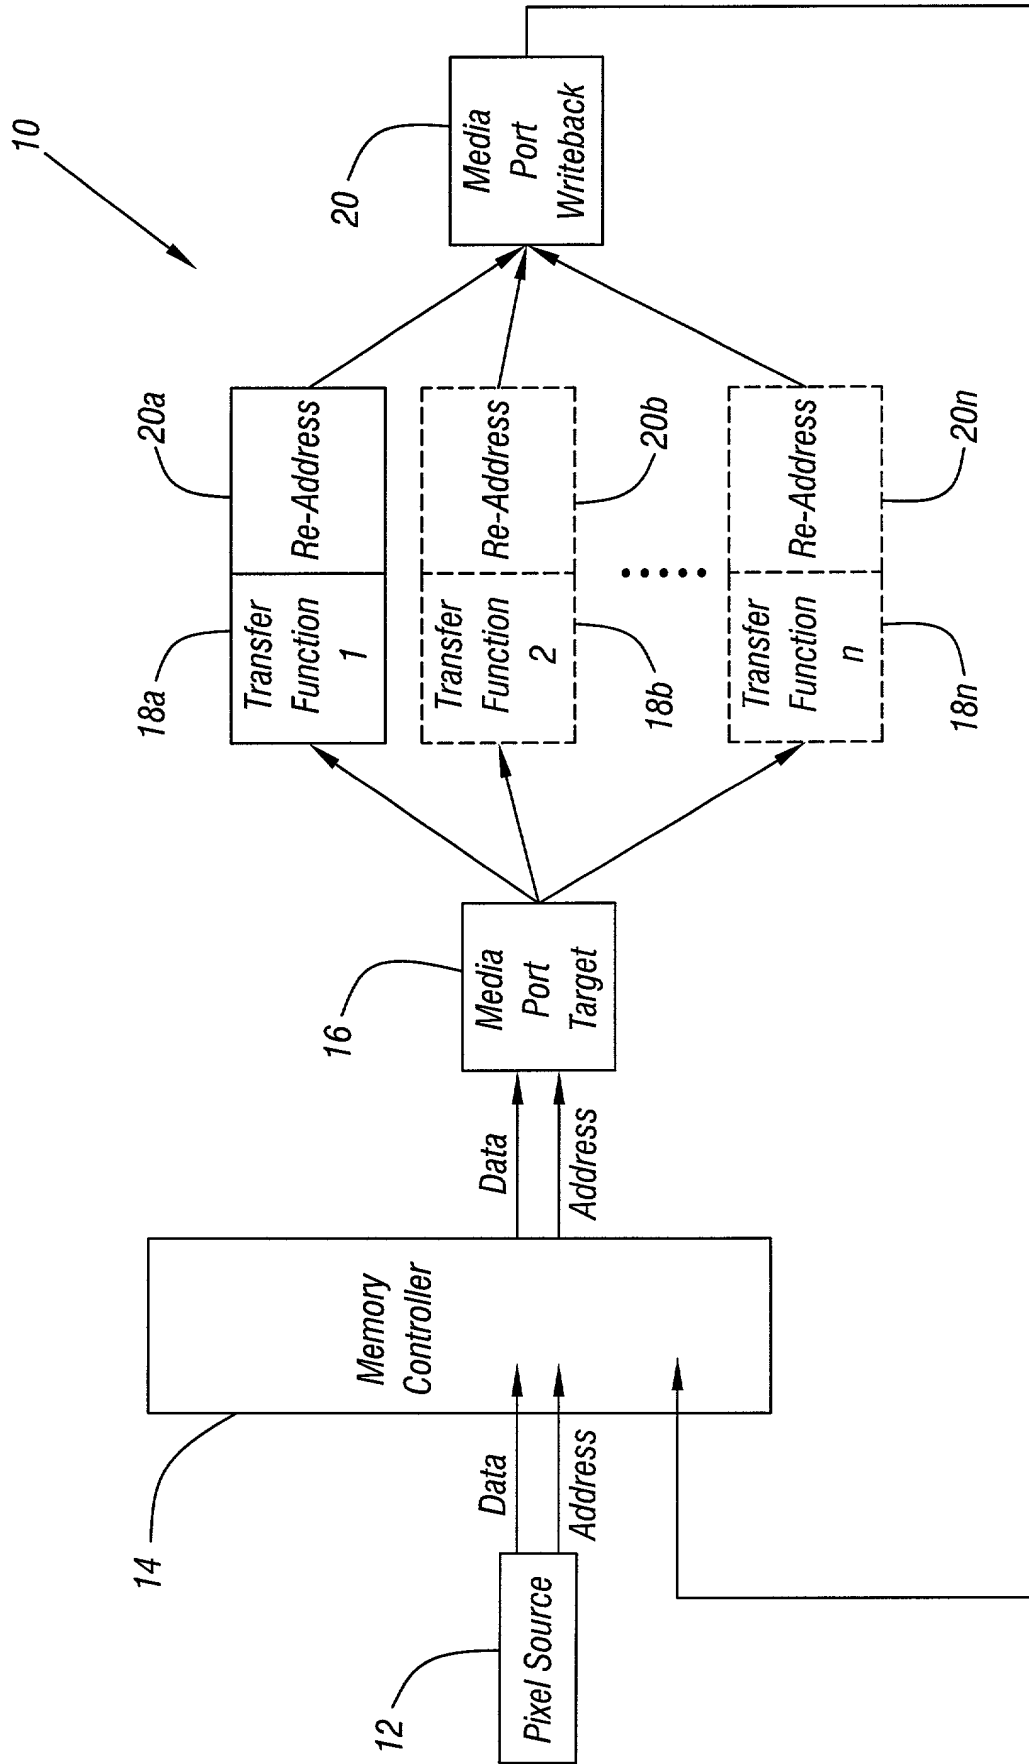 10
12
Pixel Source
Data
Address
14
Memory
Controller
Data
Address
16
Media
Port
Target
18a
Transfer
Function
1
20a
Re-Address
Transfer
Function
2
18b
Re-Address
20b
Transfer
Function
n
18n
Re-Address
20n
20
Media
Port
Writeback